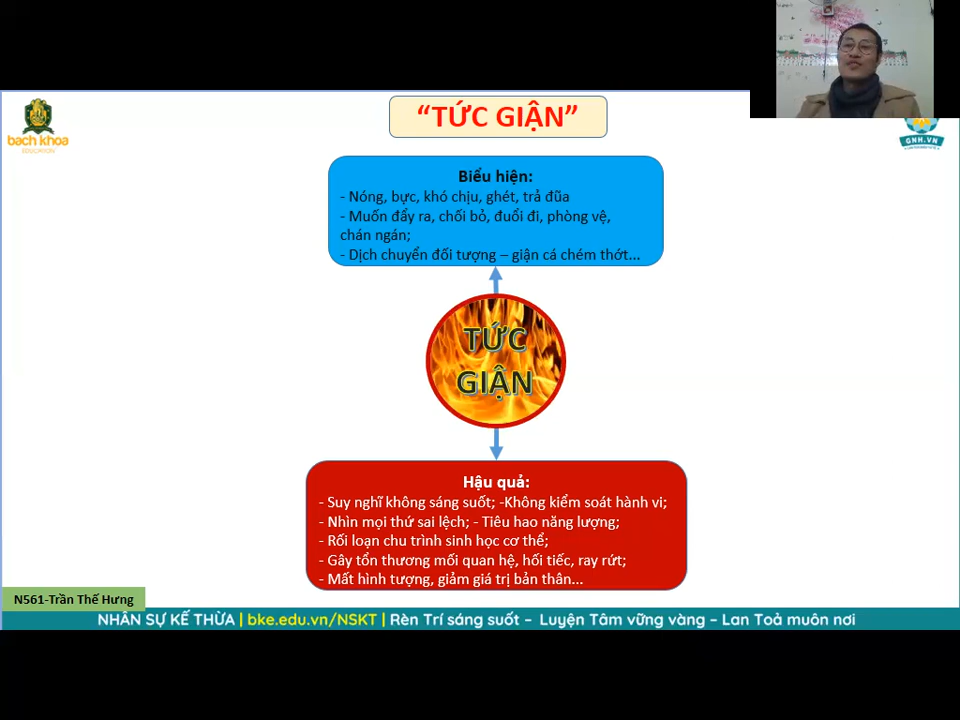 "TỨC GIẬN"
bach khoa
EDUCATION
GNH.VN
Biểu hiện:
- Nóng, bực, khó chịu, ghét, trả đũa
- Muốn đẩy ra, chối bỏ, đuổi đi, phòng vệ,
chán ngán;
- Dịch chuyển đối tượng – giận cá chém thớt...
TỨC
GIẬN
Hậu quả:
- Suy nghĩ không sáng suốt; -Không kiểm soát hành vi;
- Nhìn mọi thứ sai lệch; - Tiêu hao năng lượng;
- Rối loạn chu trình sinh học cơ thể;
- Gây tổn thương mối quan hệ, hối tiếc, ray rứt;
- Mất hình tượng, giảm giá trị bản thân...
N561-Trần Thế Hưng
NHÂN SỰ KẾ THỪA | bke.edu.vn/NSKT | Rèn Trí sáng suốt – Luyện Tâm vững vàng – Lan Toả muôn nơi